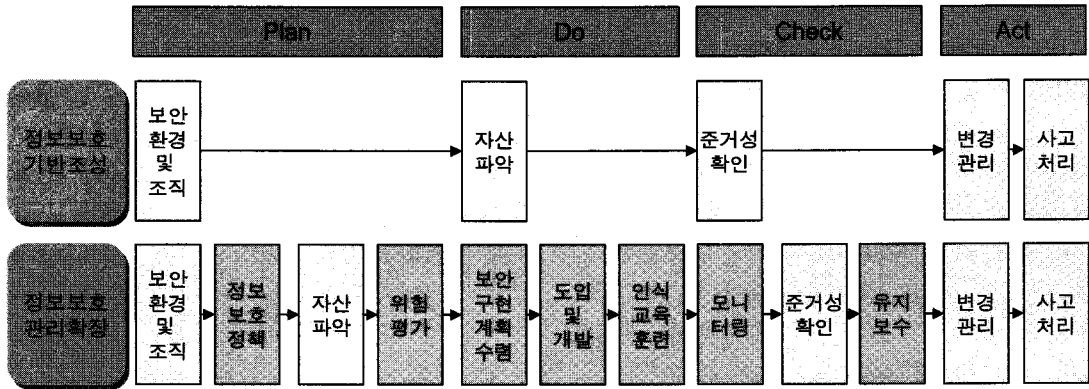 Plan
Do
Check
Act
정보보호
기반조성
보안
환경
및
조직
자산
파악
준거성
확인
변경
관리
사고
처리
정보보호
관리확장
보안
환경
및
조직
정보
보호
정책
자산
파악
위험
평가
보안
구현
계획
수렴
도입
및
개발
인식
교육
훈련
모니
터링
준거성
확인
유지
보수
변경
관리
사고
처리